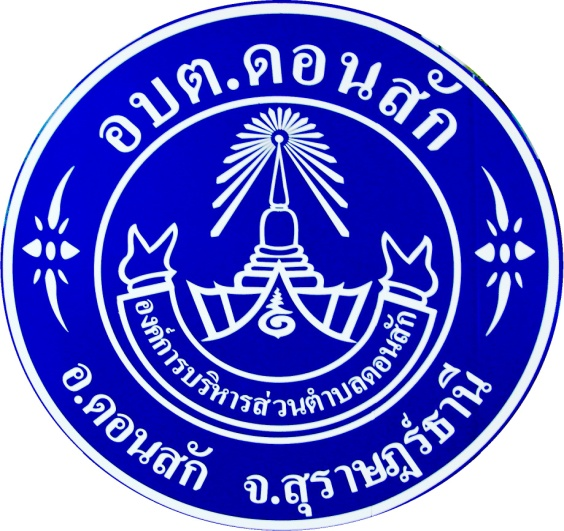 อบต.ดอนสัก
องค์การบริหารส่วนตำบลดอนสัก
อ.ดอนสัก จ.สุราษฎร์ธานี